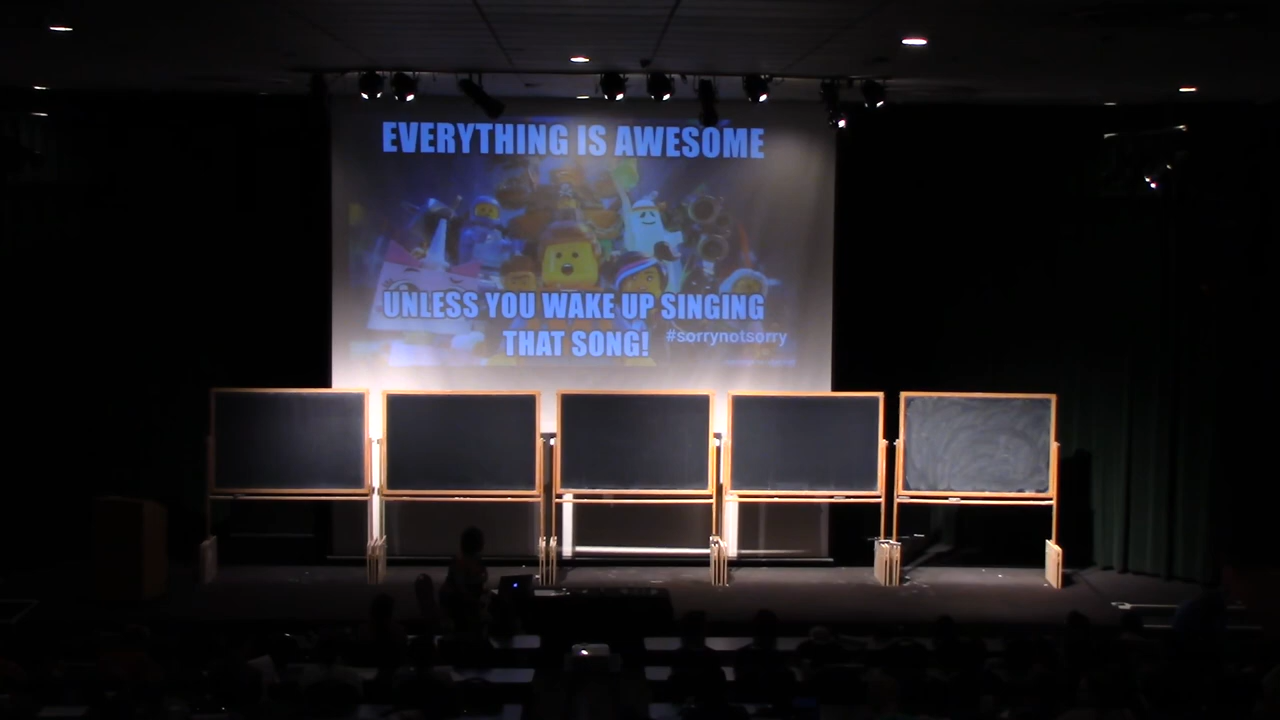 EVERYTHING IS AWESOME
UNLESS YOU WAKE UP SINGING
THAT SONG!
#sorrynotsorry